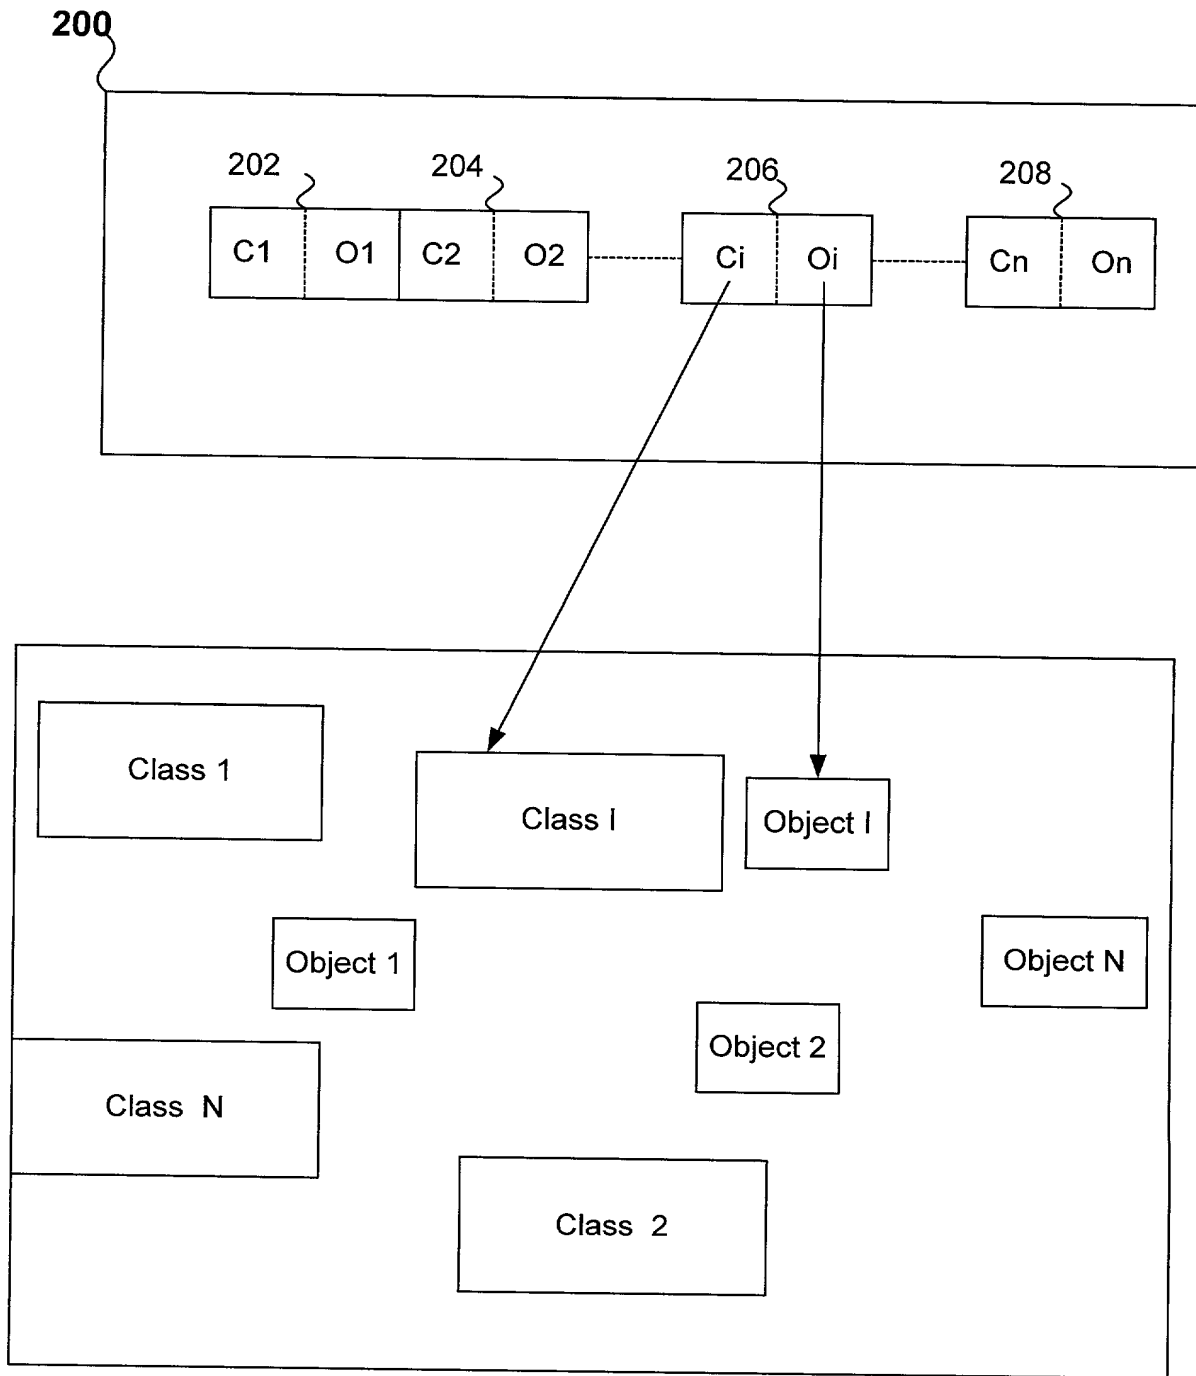 200
202 204 206 208
C1 O1 C2 O2 Ci Oi Cn On
Class 1
Class I
Object I
Object 1
Object N
Object 2
Class N
Class 2